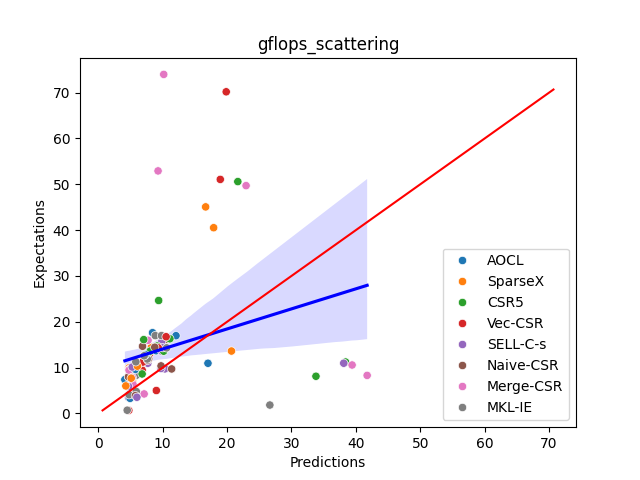 gflops_scattering
Expectations
70
60
50
40
30
20
10
0
0 10 20 30 40 50 60 70
Predictions
AOCL
SparseX
CSR5
Vec-CSR
SELL-C-s
Naive-CSR
Merge-CSR
MKL-IE